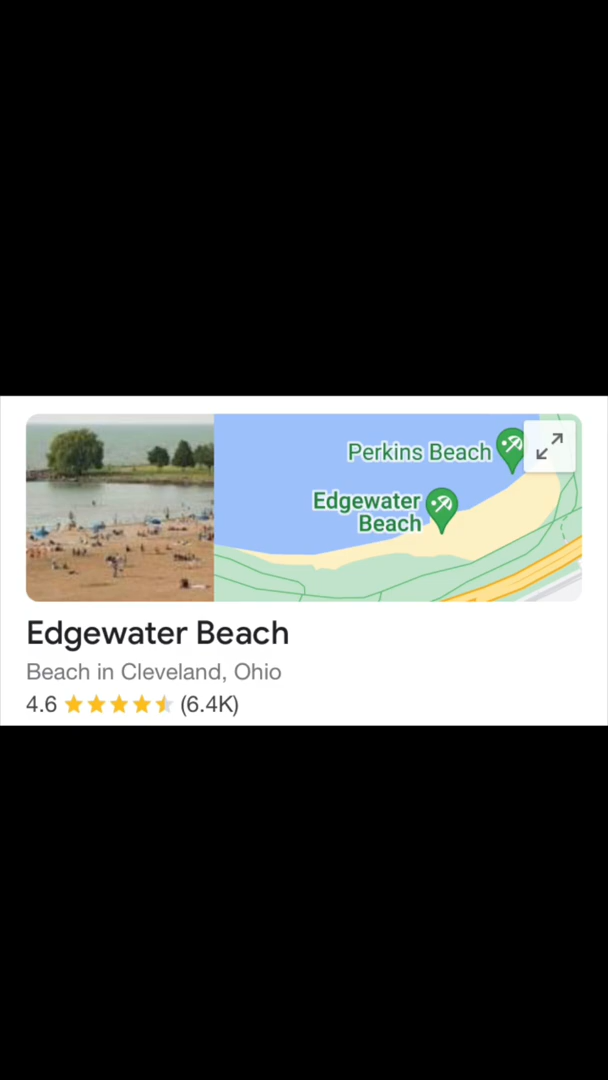 Perkins Beach
Edgewater
Beach
Edgewater Beach
Beach in Cleveland, Ohio
4.6 (6.4K)